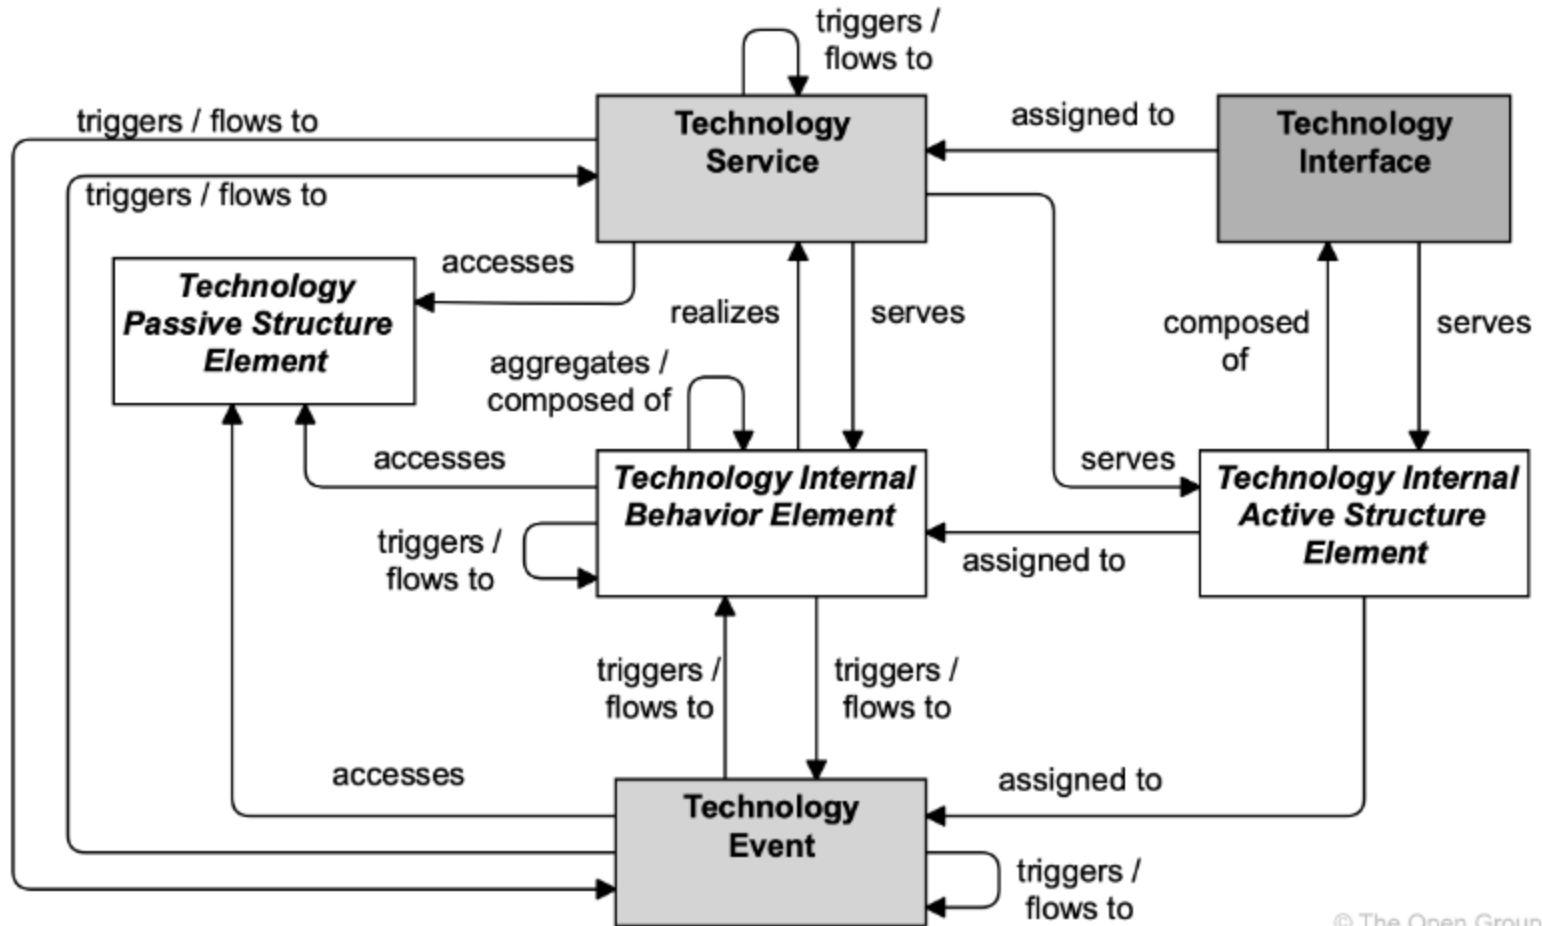 triggers /
flows to
triggers / flows to
Technology
Service
assigned to
Technology
Interface
triggers / flows to
accesses
Technology
Passive Structure
Element
realizes
serves
composed
of
serves
aggregates /
composed of
accesses
Technology Internal
Behavior Element
serves
Technology Internal
Active Structure
Element
triggers /
flows to
assigned to
triggers /
flows to
triggers /
flows to
accesses
assigned to
Technology
Event
triggers /
flows to
© The Open Group